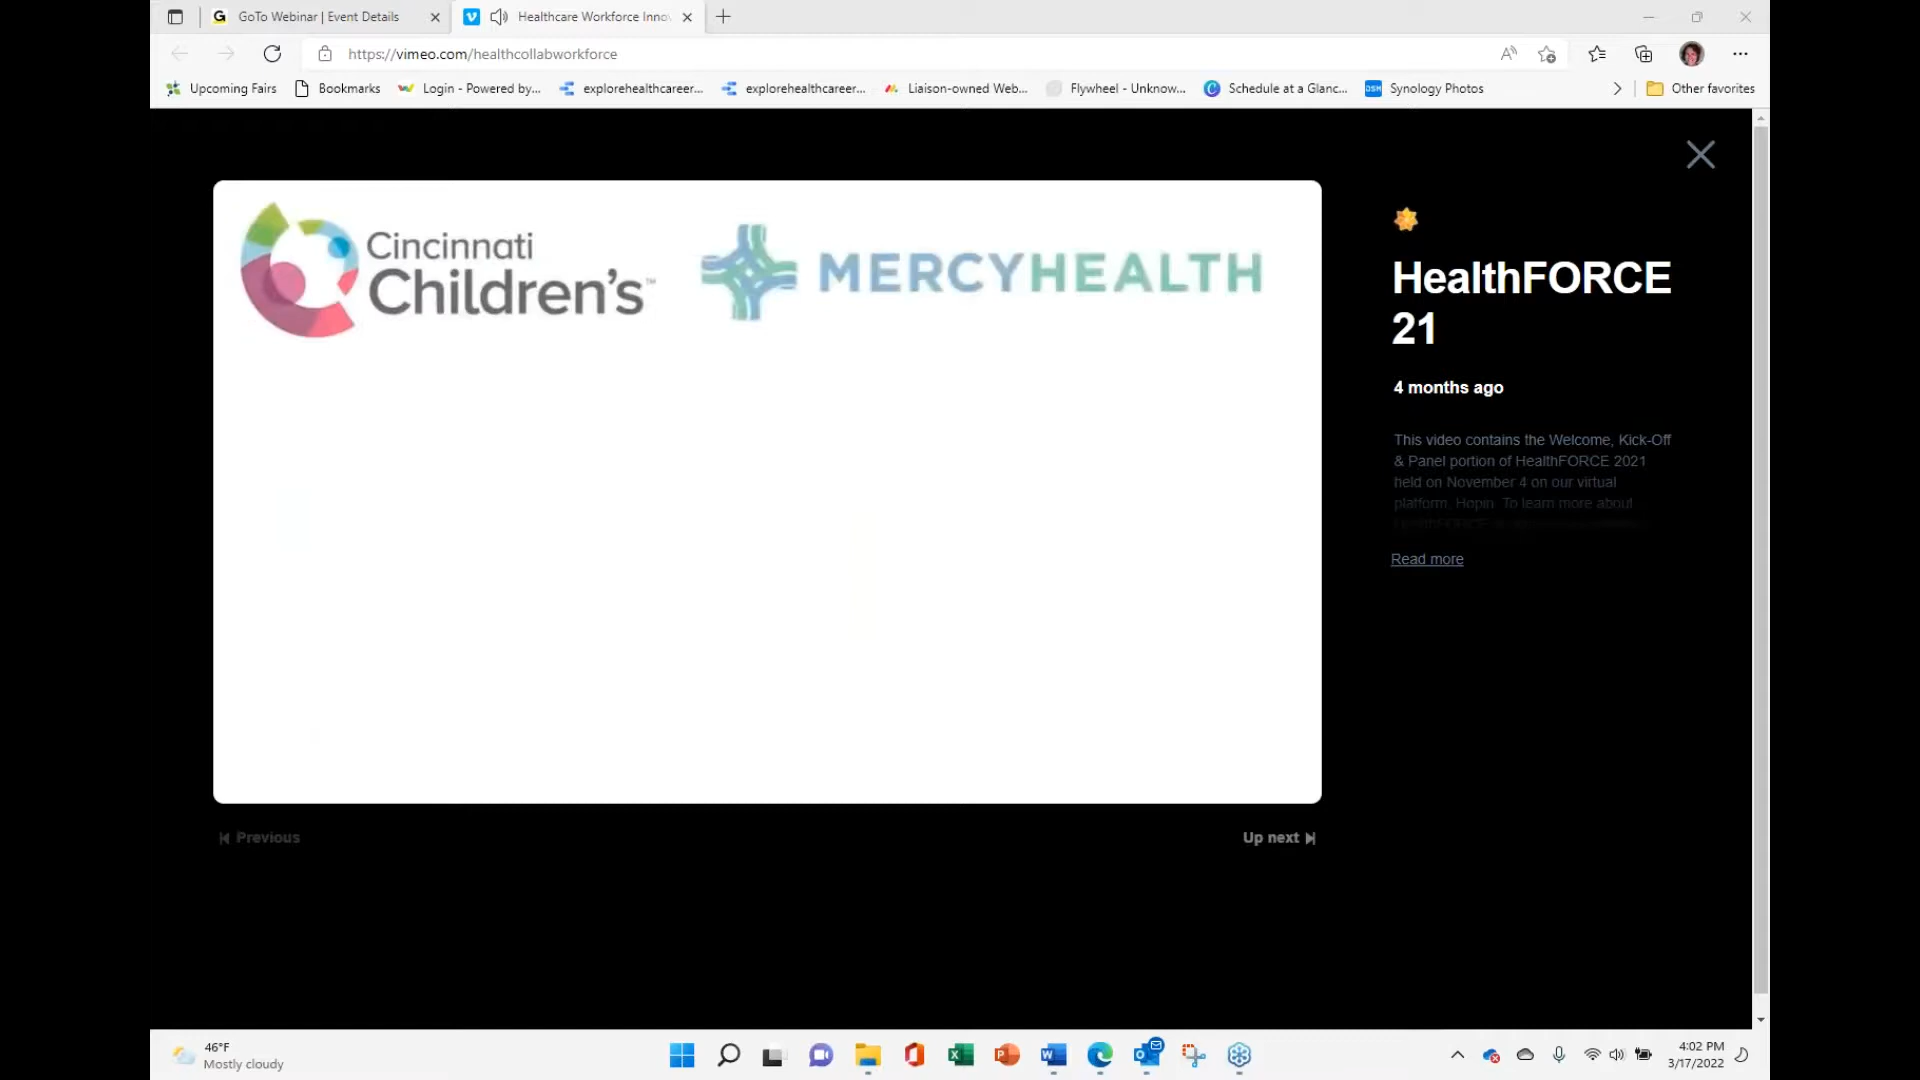 GoTo Webinar | Event Details
Healthcare Workforce Inno
https://vimeo.com/healthcollabworkforce
Upcoming Fairs
Bookmarks
Login - Powered by...
explorehealthcareer...
explorehealthcareer...
Liaison-owned Web...
Flywheel - Unknow...
Schedule at a Glanc...
DSM
Synology Photos
Other favorites
Cincinnati
Children's™
MERCYHEALTH
HealthFORCE
21
4 months ago
This video contains the Welcome, Kick-Off
& Panel portion of HealthFORCE 2021
held on November 4 on our virtual
platform, Hopin. To learn more about
Read more
Previous
Up next
46°F
Mostly cloudy
4:02 PM
3/17/2022